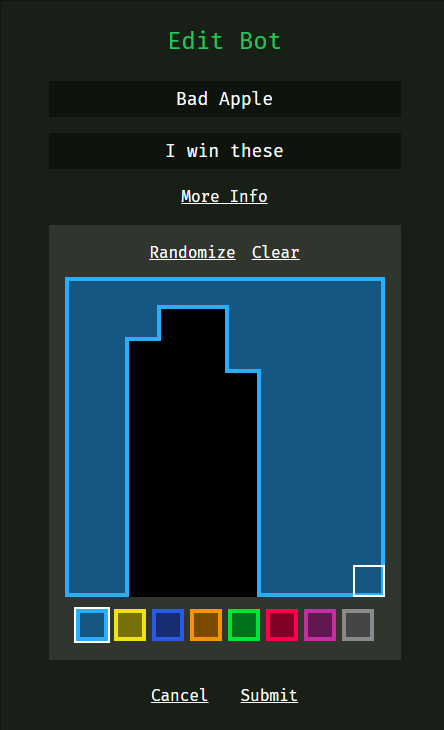 Edit Bot
Bad Apple
I win these
More Info
Randomize Clear
Cancel Submit